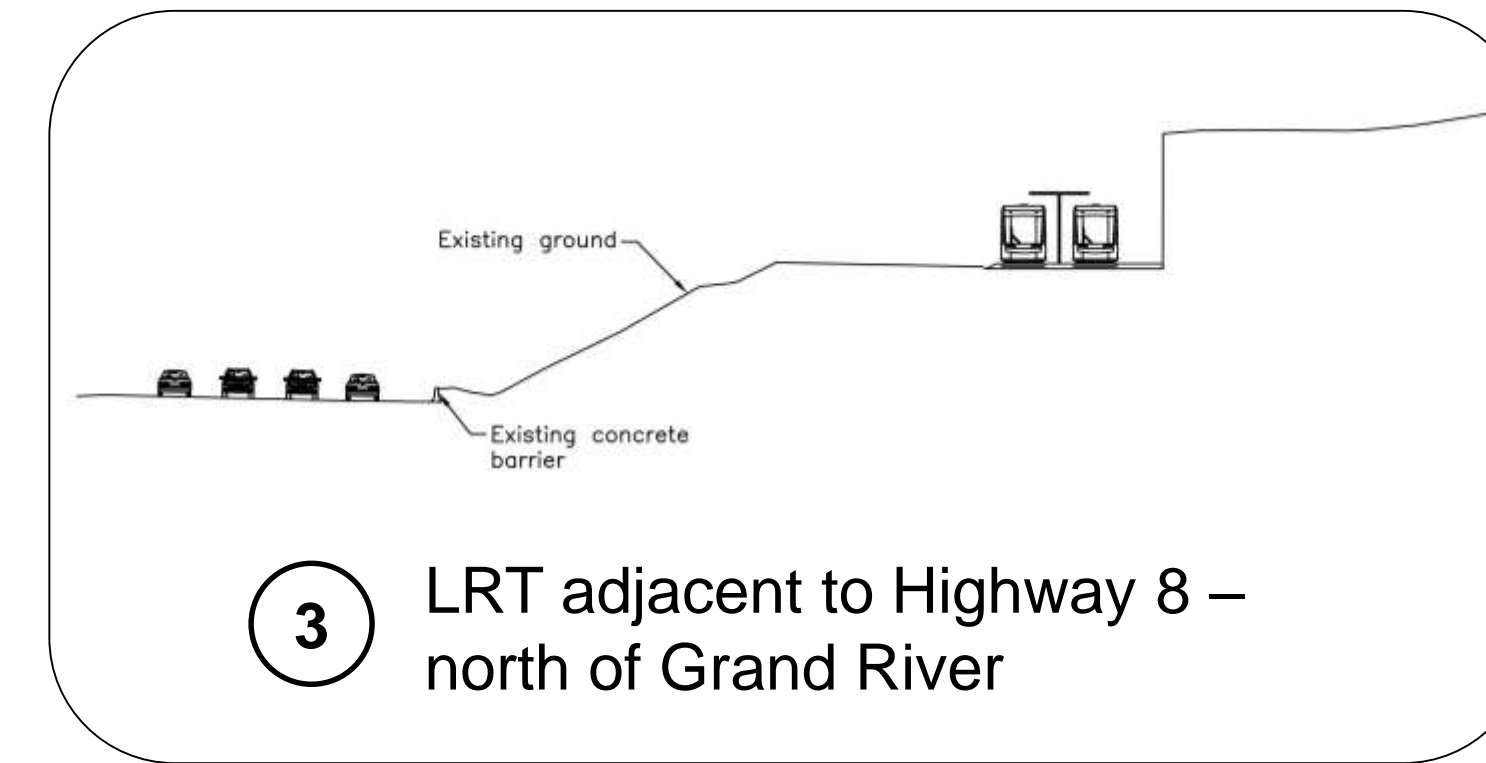 Existing ground
Existing concrete
barrier
3
LRT adjacent to Highway 8 –
north of Grand River